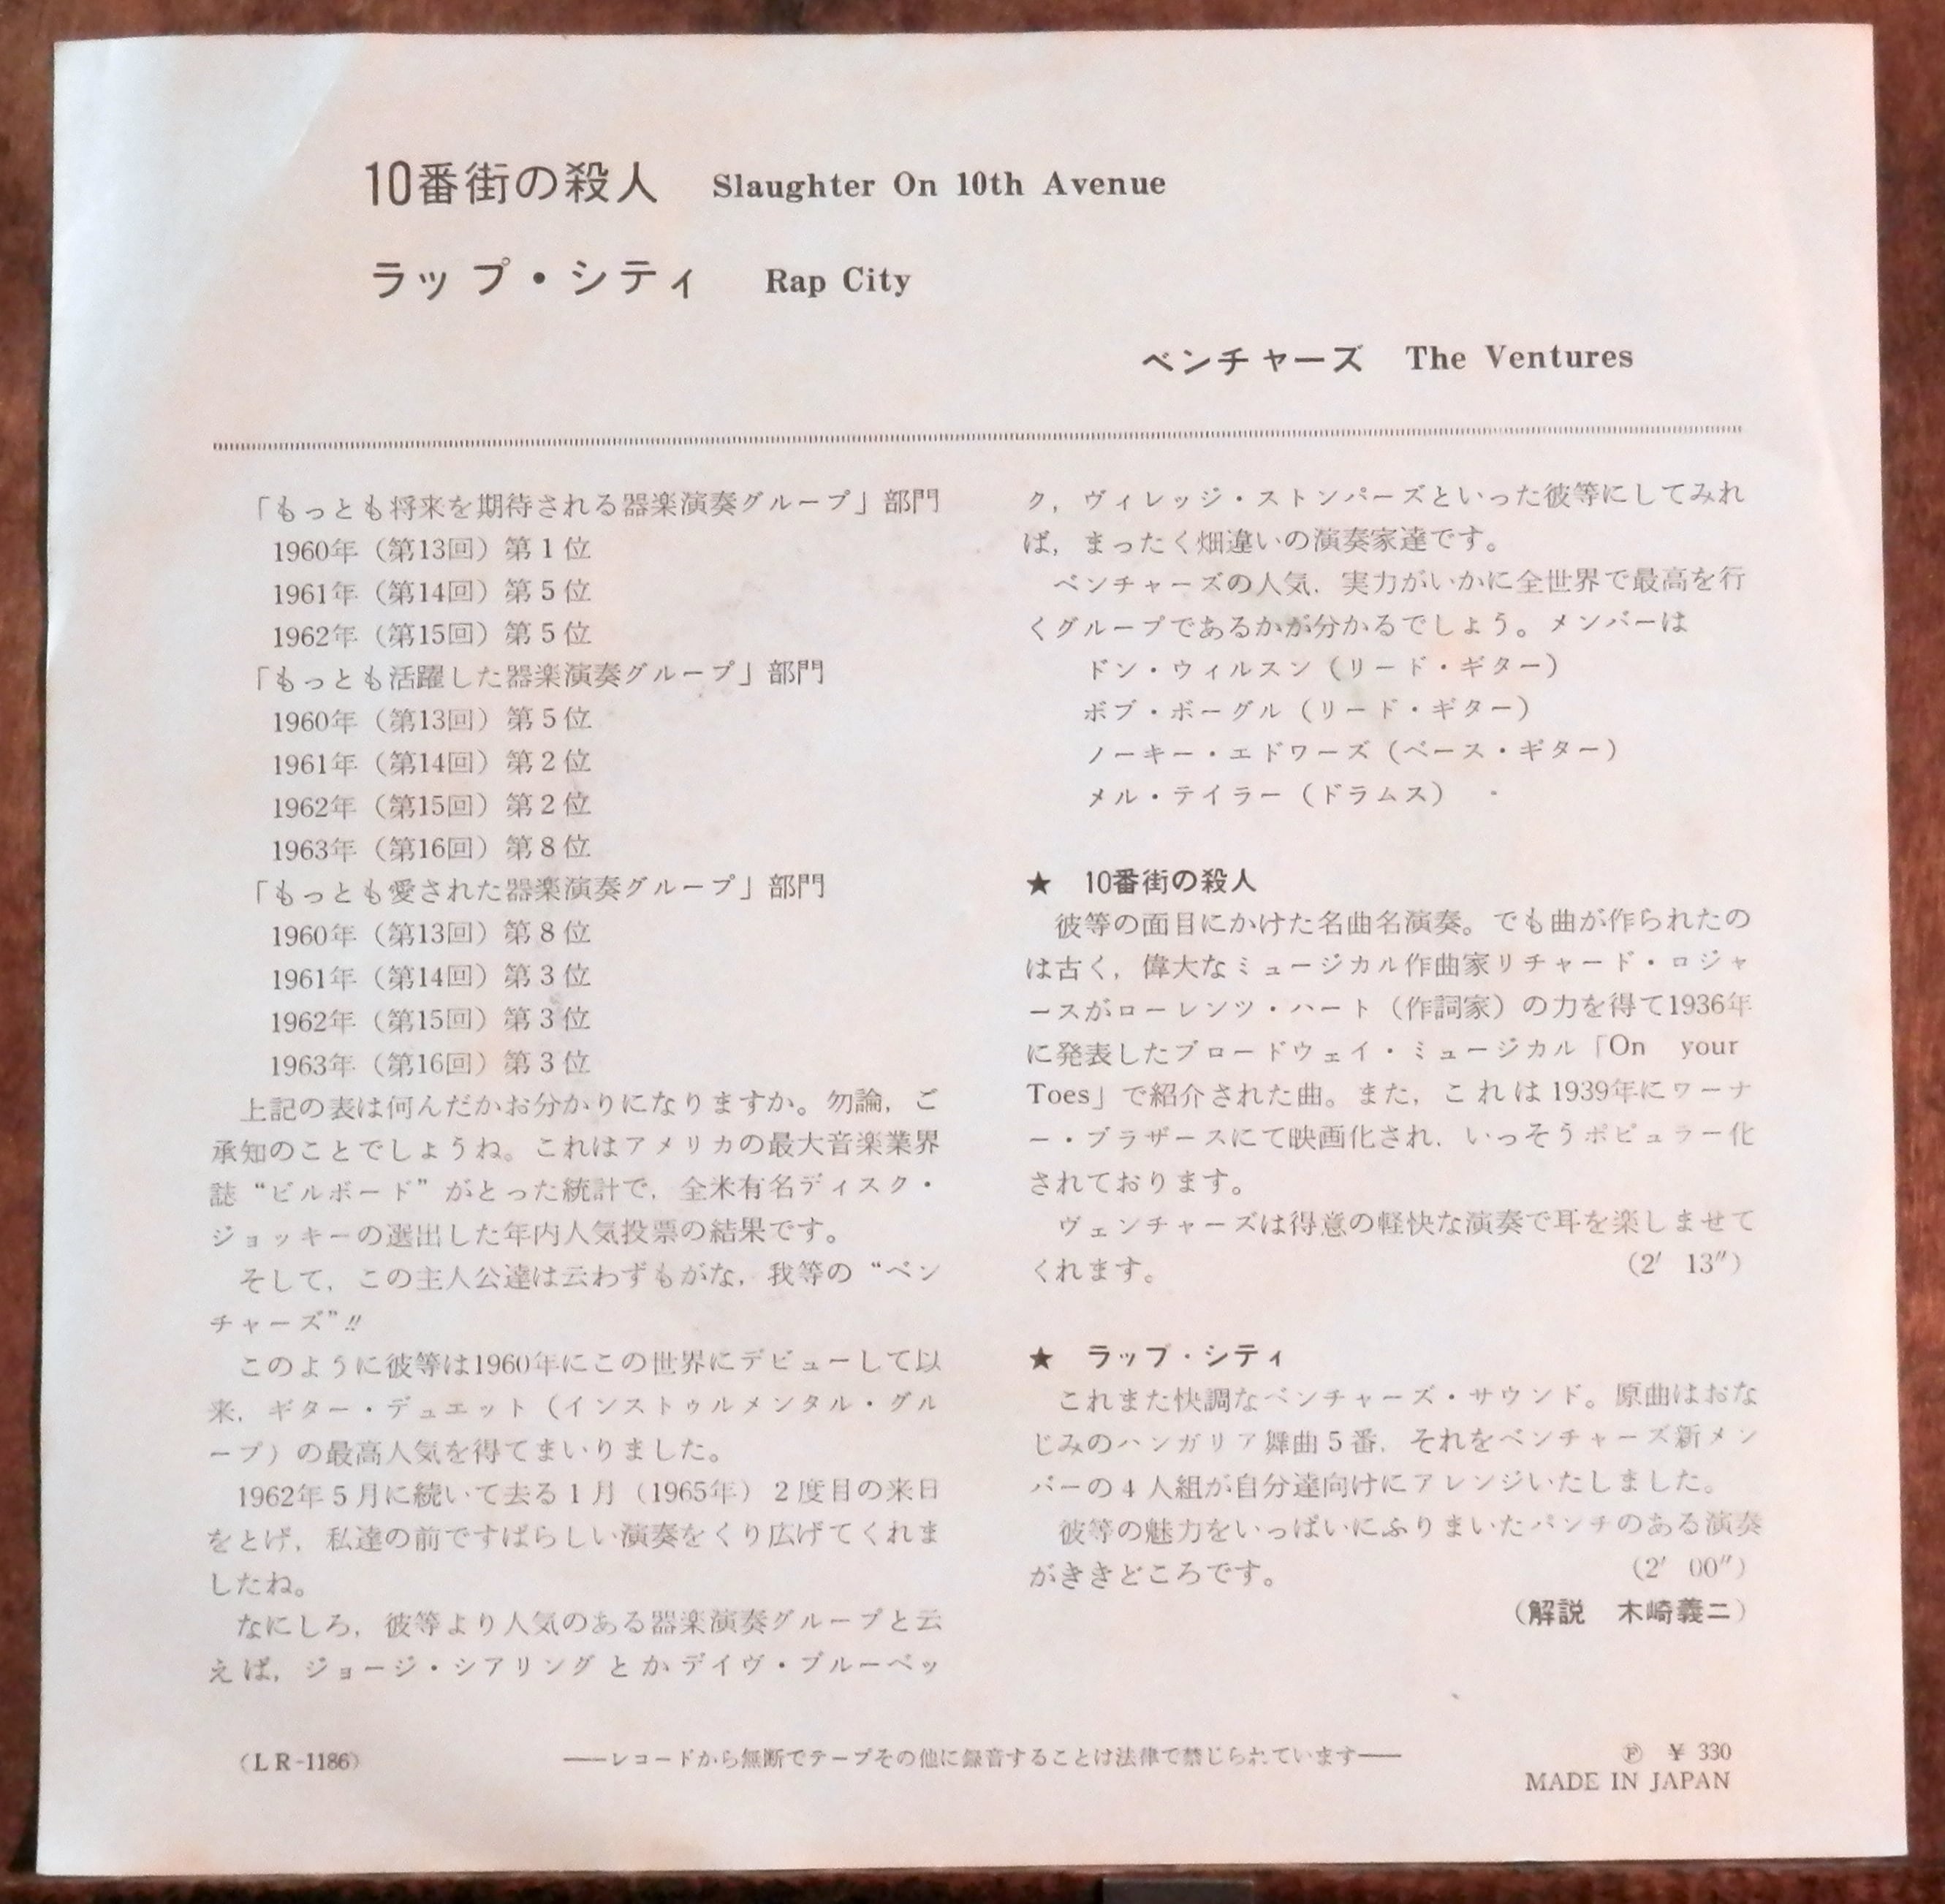 10番街の殺人　Slaughter On 10th Avenue
ラップ・シティ　Rap City
ベンチャーズ　The Ventures
「もっとも将来を期待される器楽演奏グループ」部門
1960年（第13回）第1位
1961年（第14回）第5位
1962年（第15回）第5位
「もっとも活躍した器楽演奏グループ」部門
1960年（第13回）第5位
1961年（第14回）第2位
1962年（第15回）第2位
1963年（第16回）第8位
「もっとも愛された器楽演奏グループ」部門
1960年（第13回）第8位
1961年（第14回）第3位
1962年（第15回）第3位
1963年（第16回）第3位
上記の表は何んだかお分かりになりますか。勿論，ご
承知のことでしょうね。これはアメリカの最大音楽業界
誌“ビルボード”がとった統計で，全米有名ディスク・
ジョッキーの選出した年内人気投票の結果です。
そして，この主人公達は云わずもがな，我等の“ベン
チャーズ”!!
このように彼等は1960年にこの世界にデビューして以
来，ギター・デュエット（インストゥルメンタル・グル
ープ）の最高人気を得てまいりました。
1962年5月に続いて去る1月（1965年）2度目の来日
をとげ，私達の前ですばらしい演奏をくり広げてくれま
したね。
なにしろ，彼等より人気のある器楽演奏グループと云
えば，ジョージ・シアリングとかデイヴ・ブルーベッ
ク，ヴィレッジ・ストンパーズといった彼等にしてみれ
ば，まったく畑違いの演奏家達です。
ベンチャーズの人気，実力がいかに全世界で最高を行
くグループであるかが分かるでしょう。メンバーは
ドン・ウィルスン（リード・ギター）
ボブ・ボーグル（リード・ギター）
ノーキー・エドワーズ（ベース・ギター）
メル・テイラー（ドラムス）
★　10番街の殺人
彼等の面目にかけた名曲名演奏。でも曲が作られたの
は古く，偉大なミュージカル作曲家リチャード・ロジャ
ースがローレンツ・ハート（作詞家）の力を得て1936年
に発表したブロードウェイ・ミュージカル「On your
Toes」で紹介された曲。また，これは1939年にワーナ
ー・ブラザースにて映画化され，いっそうポピュラー化
されております。
ヴェンチャーズは得意の軽快な演奏で耳を楽しませて
くれます。　（2′ 13″）
★　ラップ・シティ
これまた快調なベンチャーズ・サウンド。原曲はおな
じみのハンガリア舞曲5番，それをベンチャーズ新メン
バーの4人組が自分達向けにアレンジいたしました。
彼等の魅力をいっぱいにふりまいたパンチのある演奏
がききどころです。　（2′ 00″）
（解説　木崎義二）
（LR-1186）　——レコードから無断でテープその他に録音することは法律で禁じられています——　Ⓟ ￥330
MADE IN JAPAN